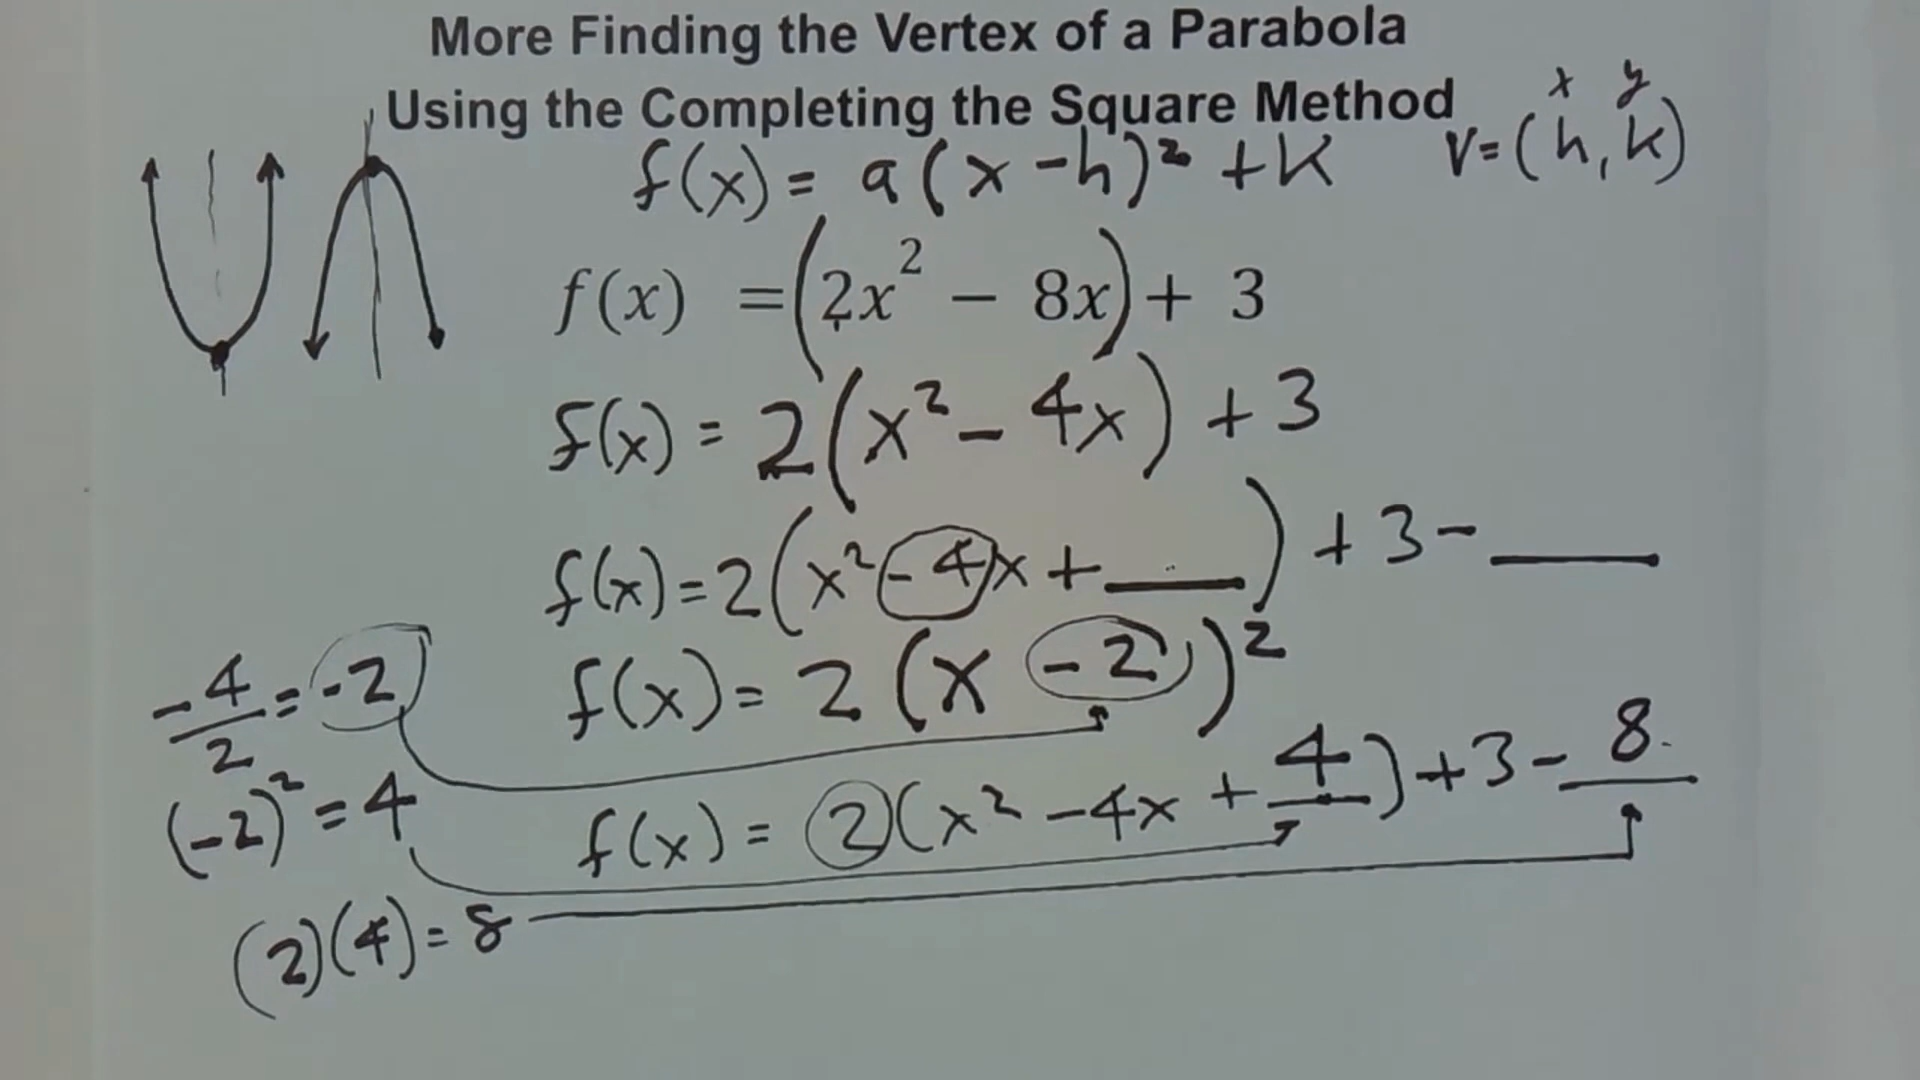 More Finding the Vertex of a Parabola
Using the Completing the Square Method
f(x) = a(x - h)² + K
x y
V = (h, k)
f(x) = (2x² - 8x) + 3
f(x) = 2(x² - 4x) + 3
f(x) = 2(x² - 4x + ____) + 3 - ____
-4/2 = -2
f(x) = 2(x - 2)²
(-2)² = 4
f(x) = 2(x² - 4x + 4) + 3 - 8
(2)(4) = 8